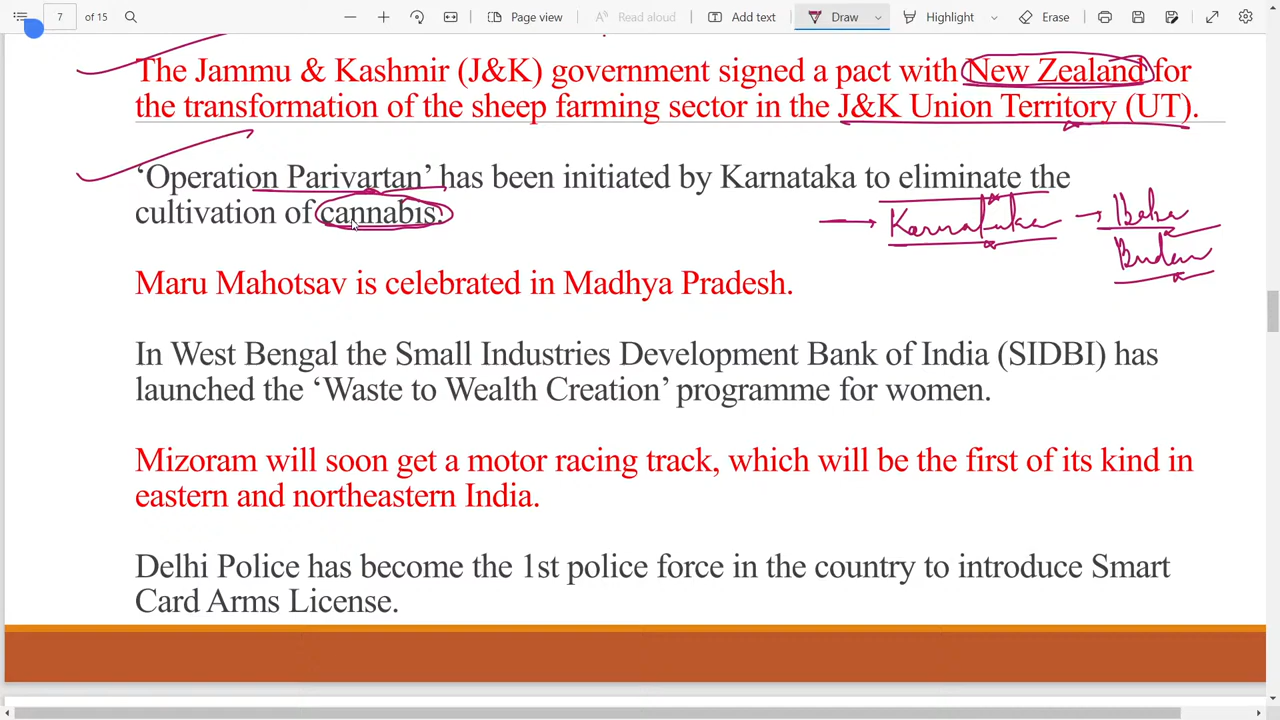 7 of 15 Page view Read aloud Add text Draw Highlight Erase
The Jammu & Kashmir (J&K) government signed a pact with New Zealand for
the transformation of the sheep farming sector in the J&K Union Territory (UT).
‘Operation Parivartan’ has been initiated by Karnataka to eliminate the
cultivation of cannabis.
Karnataka → Baba
Budan
Maru Mahotsav is celebrated in Madhya Pradesh.
In West Bengal the Small Industries Development Bank of India (SIDBI) has
launched the ‘Waste to Wealth Creation’ programme for women.
Mizoram will soon get a motor racing track, which will be the first of its kind in
eastern and northeastern India.
Delhi Police has become the 1st police force in the country to introduce Smart
Card Arms License.